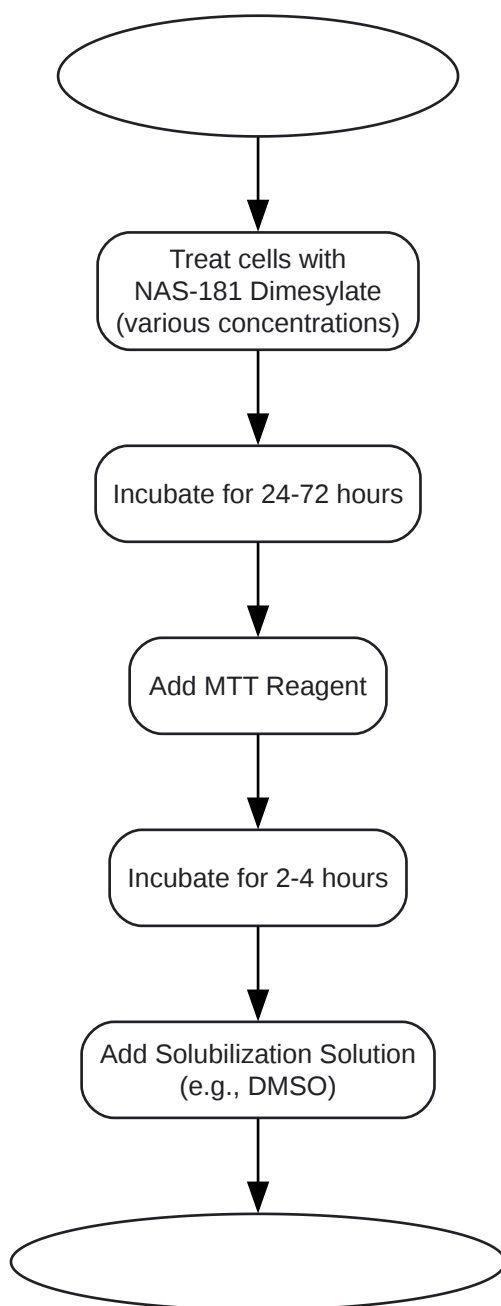 Treat cells with
NAS-181 Dimesylate
(various concentrations)
Incubate for 24-72 hours
Add MTT Reagent
Incubate for 2-4 hours
Add Solubilization Solution
(e.g., DMSO)